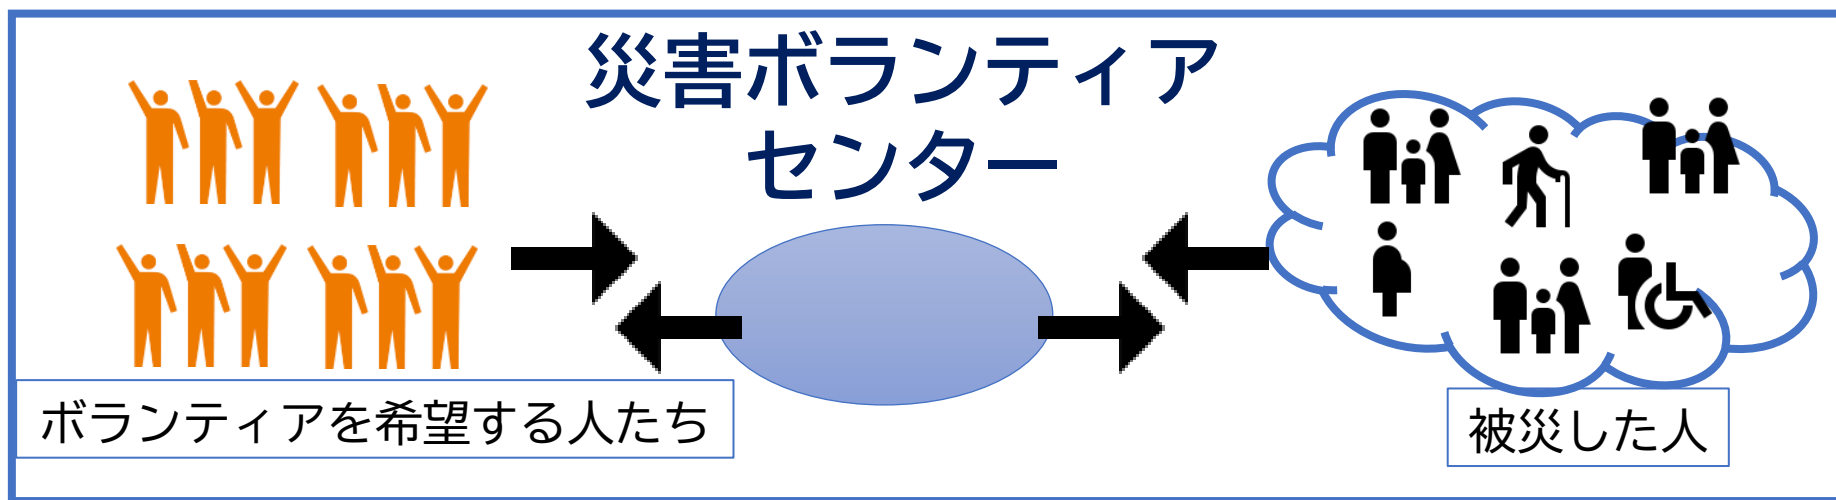 災害ボランティア
センター
ボランティアを希望する人たち
被災した人